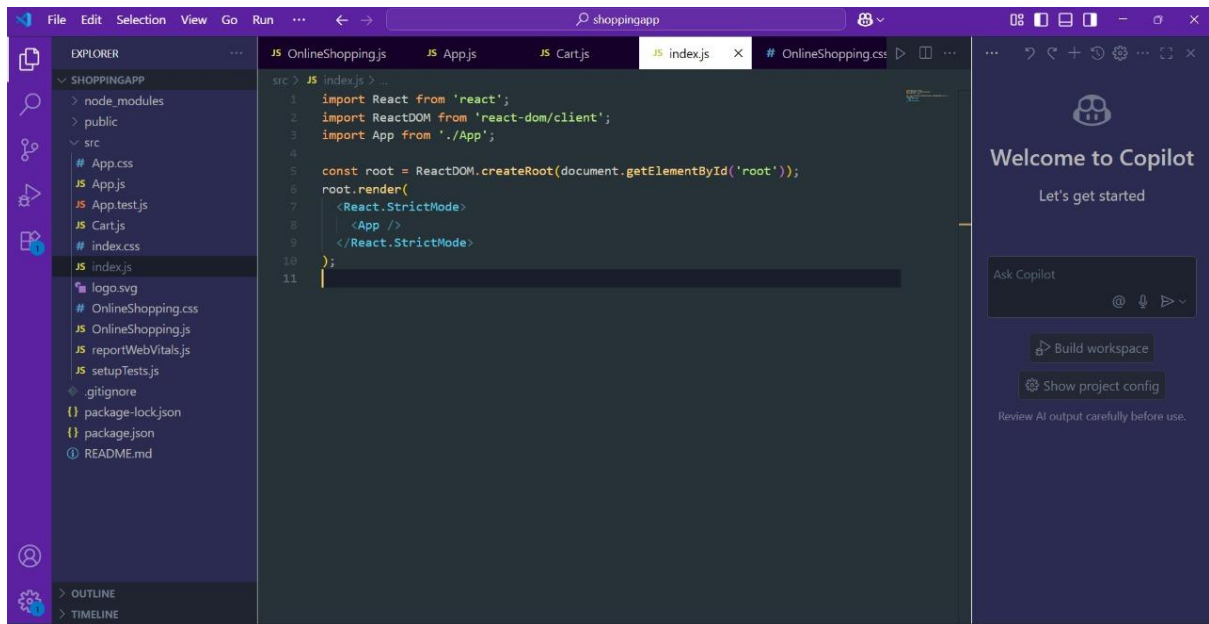 File Edit Selection View Go Run ··· shoppingapp
EXPLORER ···
SHOPPINGAPP
node_modules
public
src
# App.css
JS App.js
JS App.test.js
JS Cart.js
# index.css
JS index.js
logo.svg
# OnlineShopping.css
JS OnlineShopping.js
JS reportWebVitals.js
JS setupTests.js
.gitignore
{} package-lock.json
{} package.json
README.md
OUTLINE
TIMELINE
JS OnlineShopping.js JS App.js JS Cart.js JS index.js # OnlineShopping.css ···
src > JS index.js > ...
1 import React from 'react';
2 import ReactDOM from 'react-dom/client';
3 import App from './App';
4
5 const root = ReactDOM.createRoot(document.getElementById('root'));
6 root.render(
7 <React.StrictMode>
8 <App />
9 </React.StrictMode>
10 );
11
Welcome to Copilot
Let's get started
Ask Copilot
@
Build workspace
Show project config
Review AI output carefully before use.